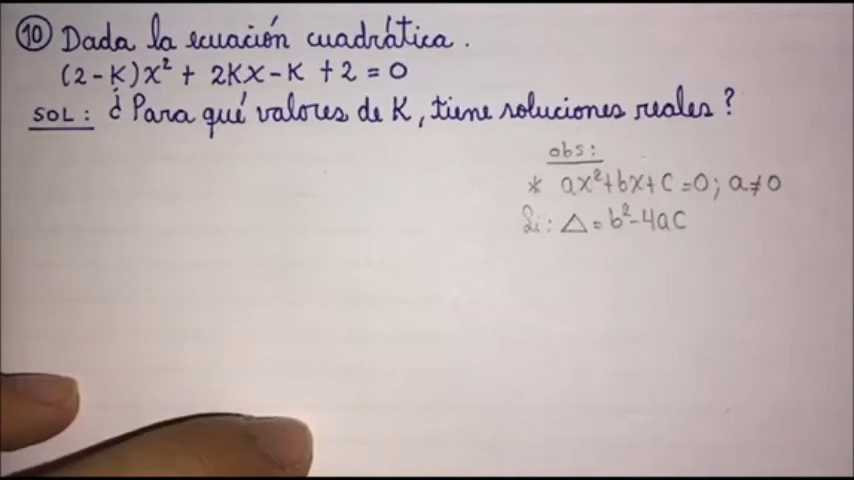 10 Dada la ecuación cuadrática.
(2-K)x² + 2Kx-K +2 = 0
SOL: ¿Para qué valores de K, tiene soluciones reales?
obs:
* ax²+bx+c=0; a≠0
Si: △=b²-4ac